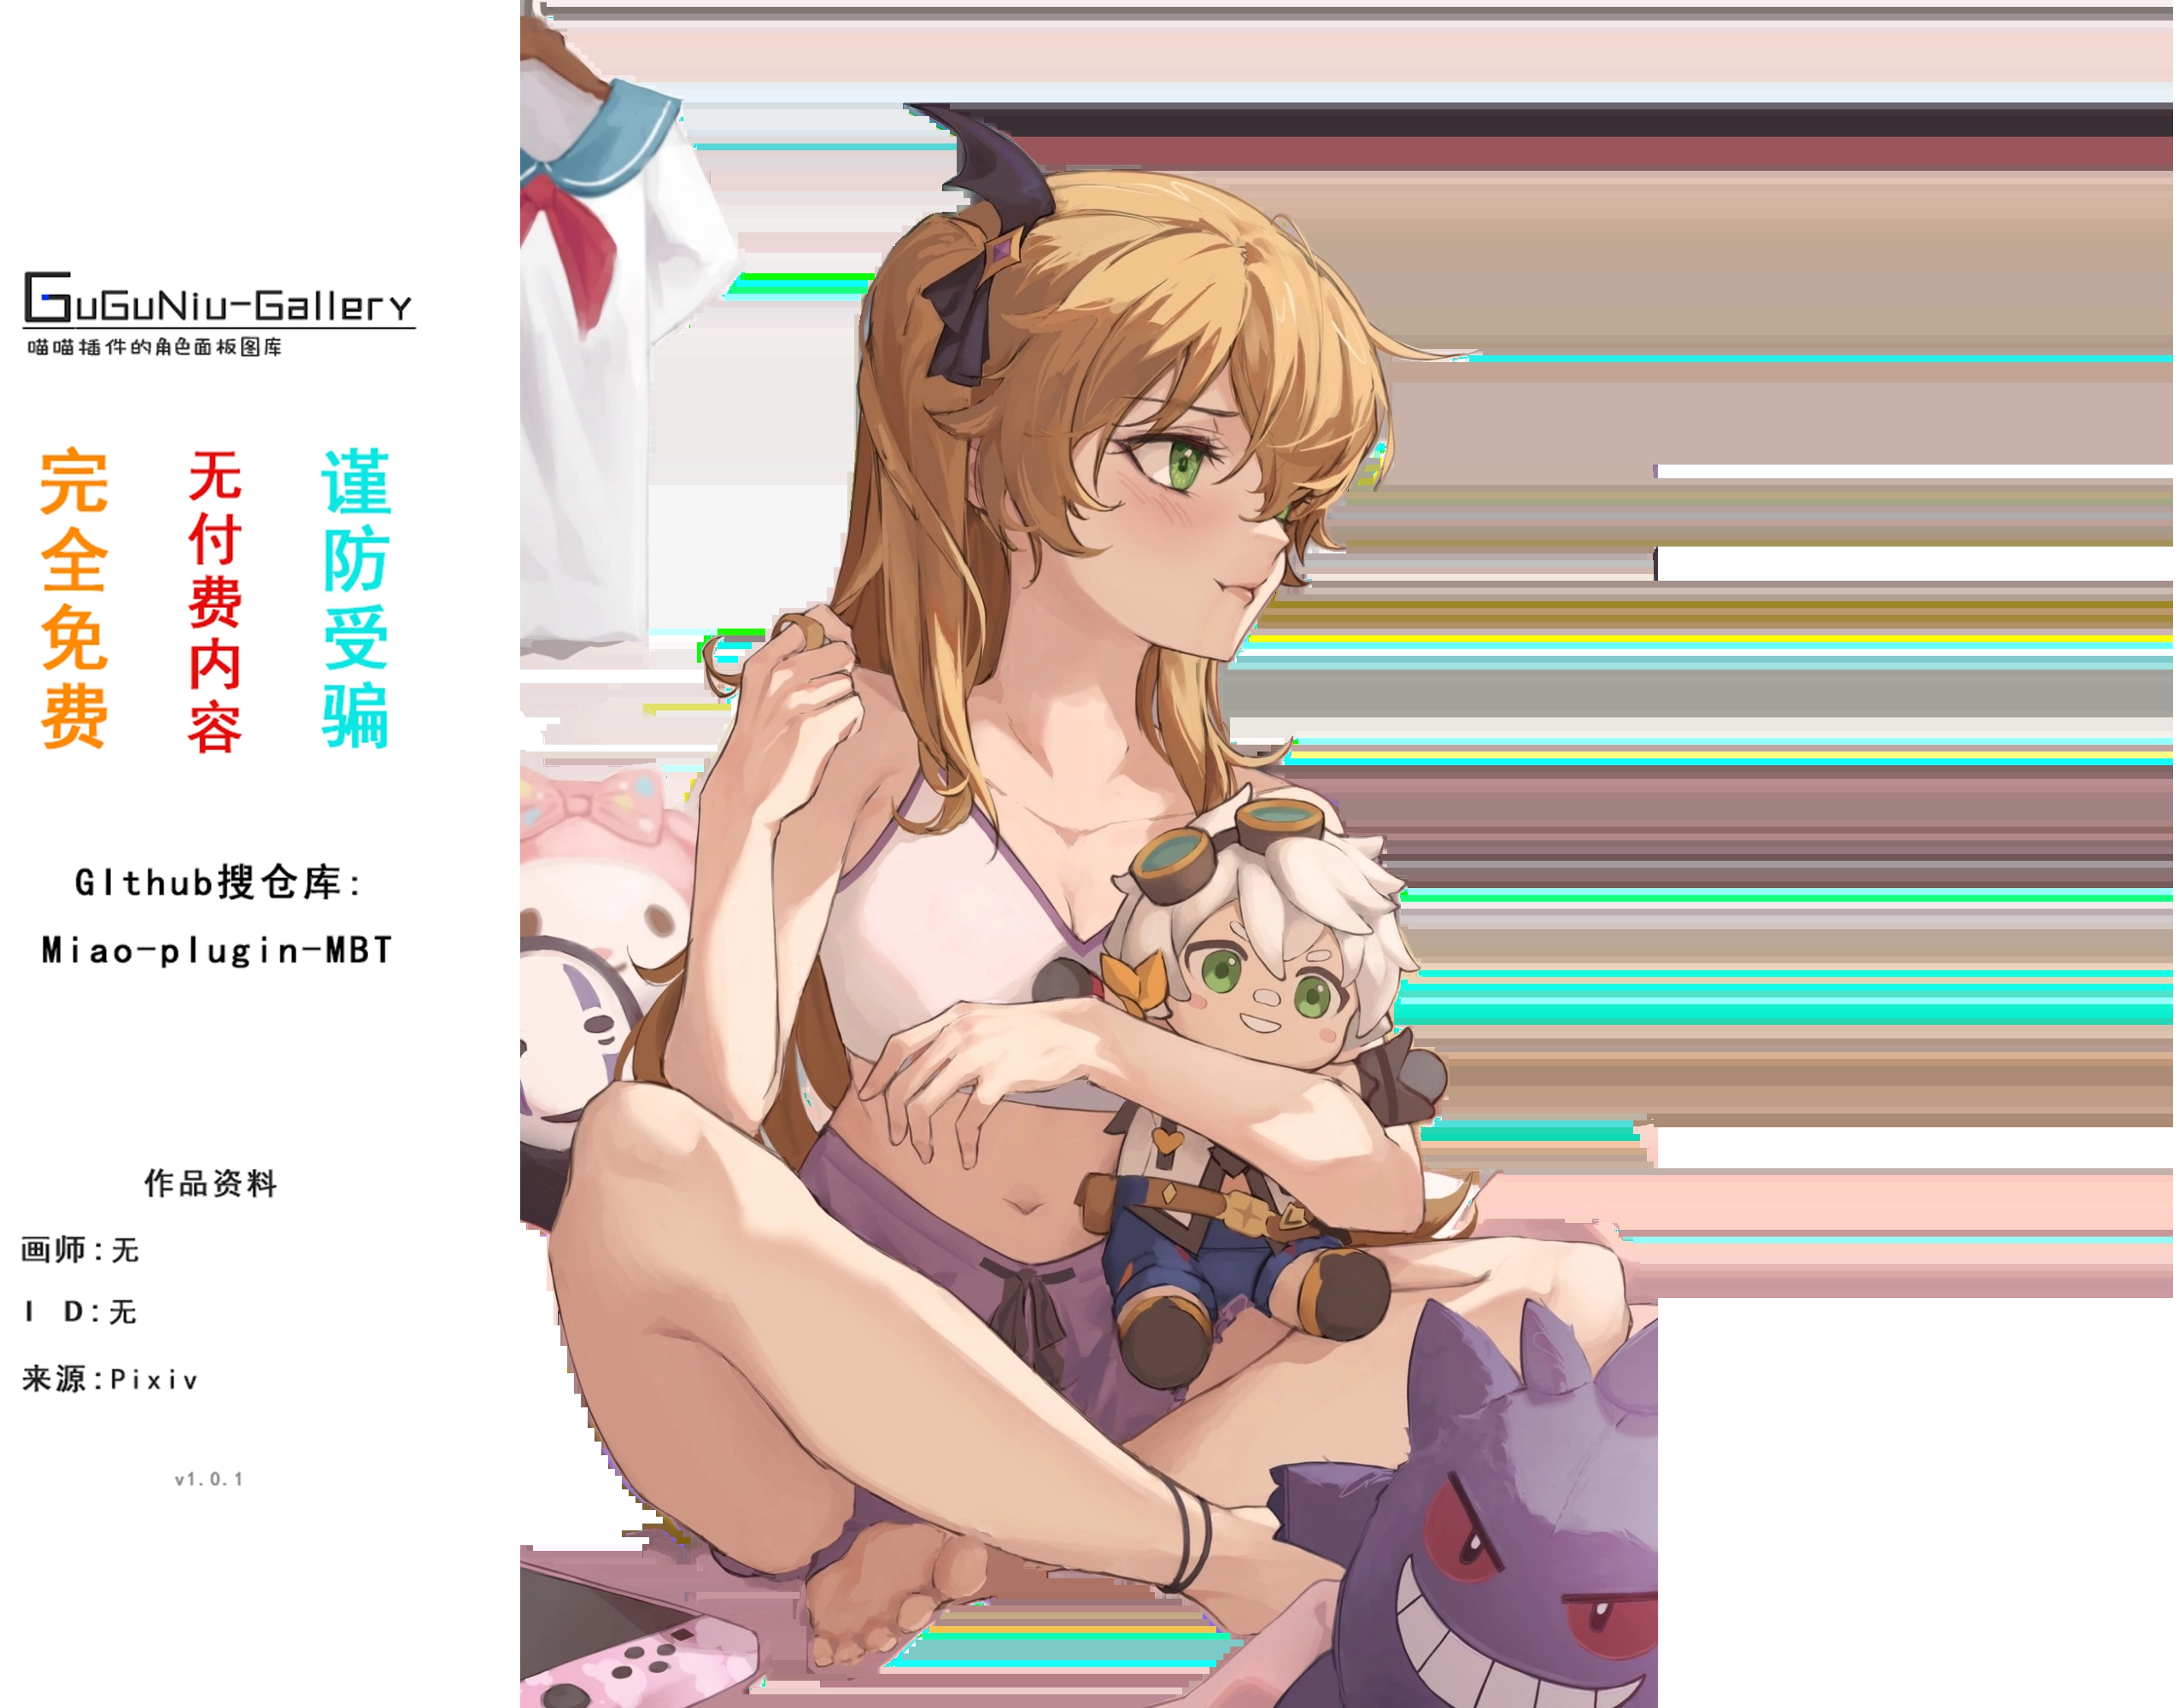 GuGuNiu-Gallery
喵喵插件的角色面板图库
完全免费
无付费内容
谨防受骗
GIthub搜仓库:
Miao-plugin-MBT
作品资料
画师:无
I D:无
来源:Pixiv
v1.0.1